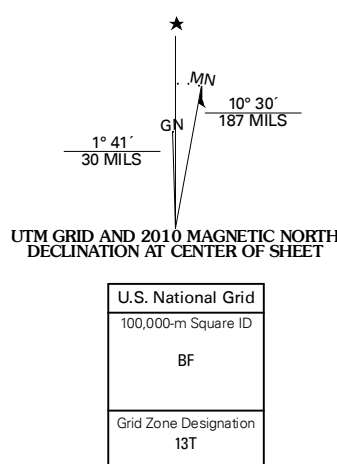 MN
GN
1° 41´
30 MILS
10° 30´
187 MILS
UTM GRID AND 2010 MAGNETIC NORTH
DECLINATION AT CENTER OF SHEET
U.S. National Grid
100,000-m Square ID
BF
Grid Zone Designation
13T